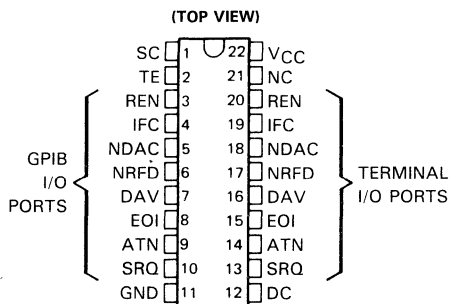 (TOP VIEW)
SC 1 22 VCC
TE 2 21 NC
REN 3 20 REN
IFC 4 19 IFC
NDAC 5 18 NDAC
NRFD 6 17 NRFD
DAV 7 16 DAV
EOI 8 15 EOI
ATN 9 14 ATN
SRQ 10 13 SRQ
GND 11 12 DC
GPIB
I/O
PORTS
TERMINAL
I/O PORTS